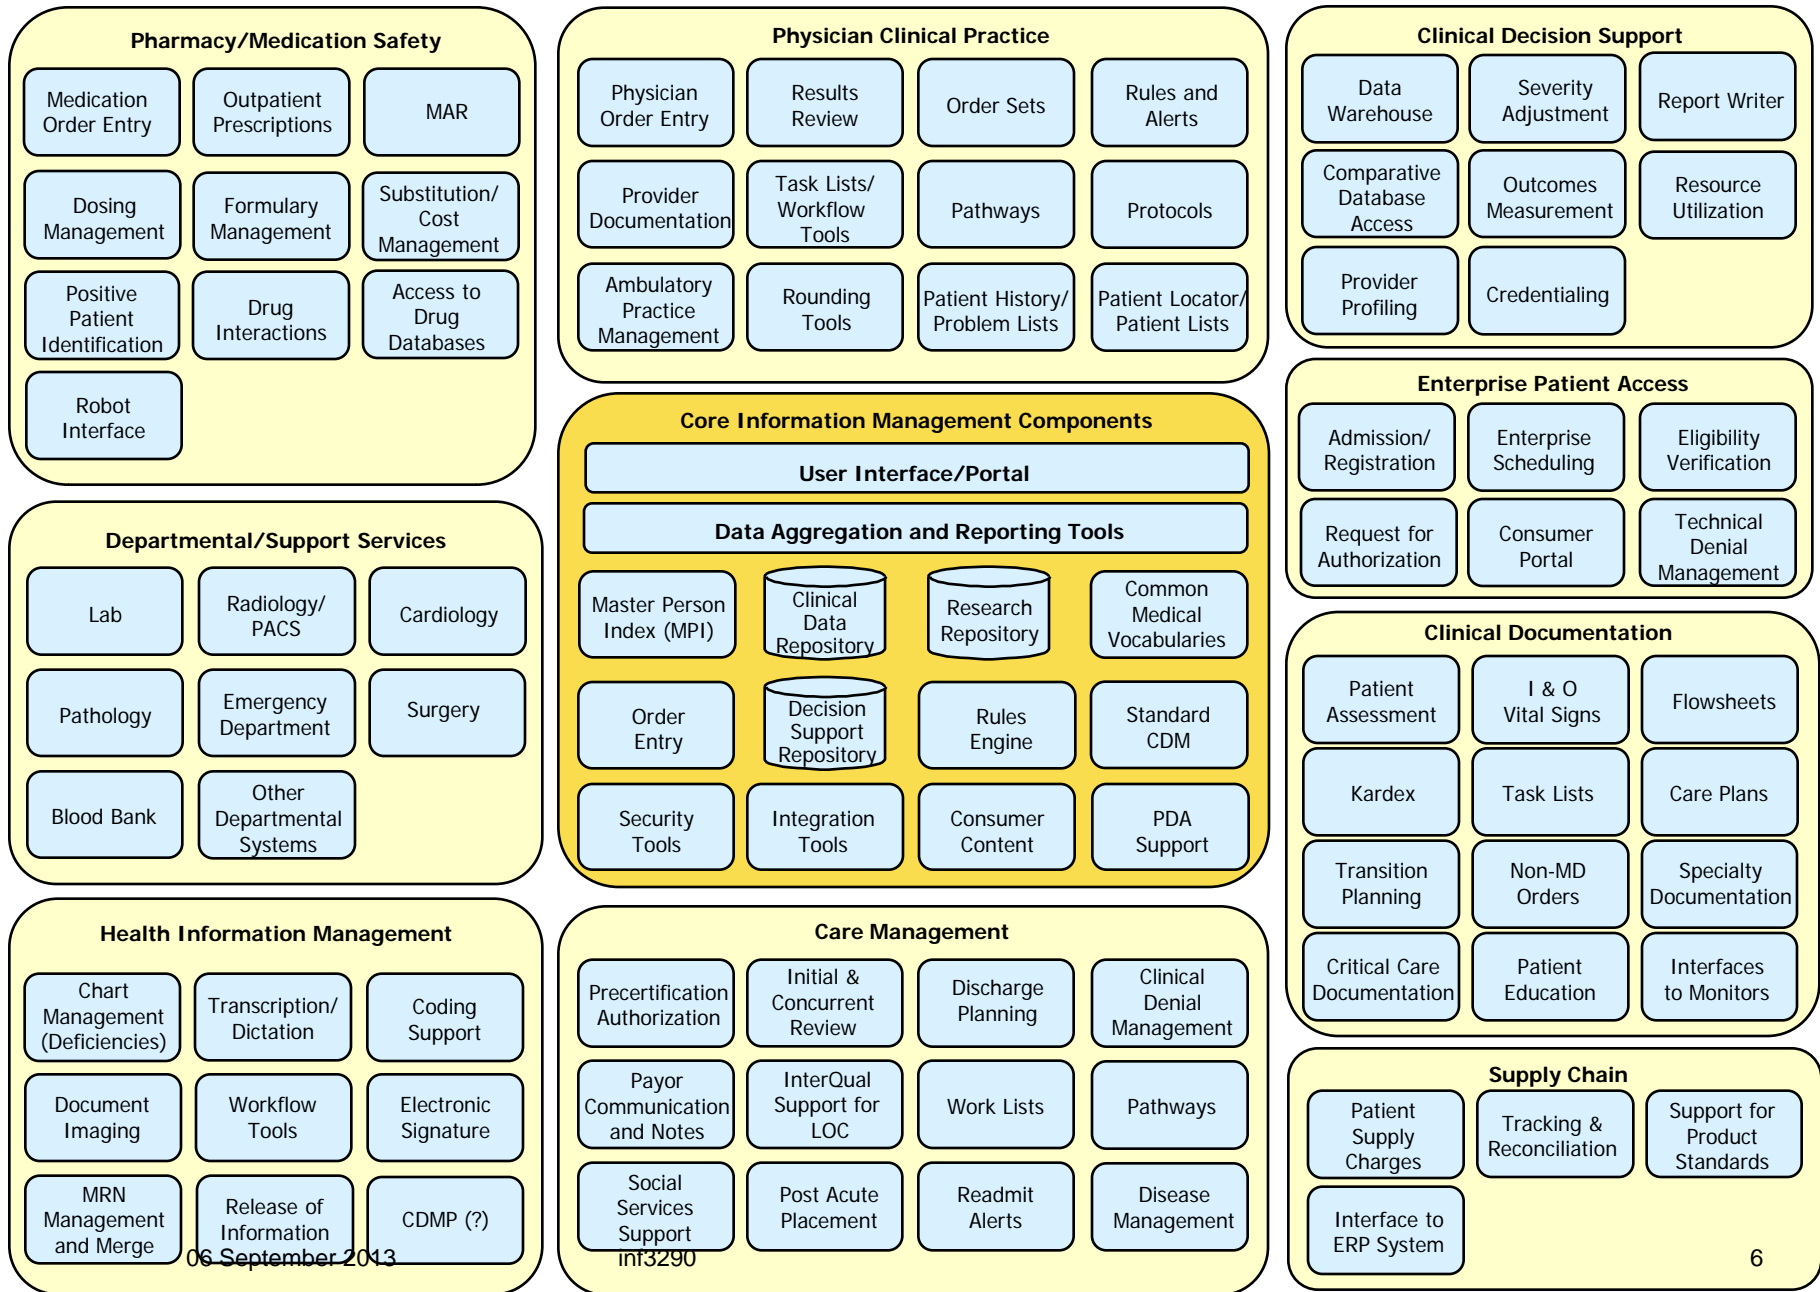 Pharmacy/Medication Safety
Medication
Order Entry
Outpatient
Prescriptions
MAR
Dosing
Management
Formulary
Management
Substitution/
Cost
Management
Positive
Patient
Identification
Drug
Interactions
Access to
Drug
Databases
Robot
Interface
Physician Clinical Practice
Physician
Order Entry
Results
Review
Order Sets
Rules and
Alerts
Provider
Documentation
Task Lists/
Workflow
Tools
Pathways
Protocols
Ambulatory
Practice
Management
Rounding
Tools
Patient History/
Problem Lists
Patient Locator/
Patient Lists
Clinical Decision Support
Data
Warehouse
Severity
Adjustment
Report Writer
Comparative
Database
Access
Outcomes
Measurement
Resource
Utilization
Provider
Profiling
Credentialing
Enterprise Patient Access
Admission/
Registration
Enterprise
Scheduling
Eligibility
Verification
Request for
Authorization
Consumer
Portal
Technical
Denial
Management
Core Information Management Components
User Interface/Portal
Data Aggregation and Reporting Tools
Master Person
Index (MPI)
Clinical
Data
Repository
Research
Repository
Common
Medical
Vocabularies
Order
Entry
Decision
Support
Repository
Rules
Engine
Standard
CDM
Security
Tools
Integration
Tools
Consumer
Content
PDA
Support
Departmental/Support Services
Lab
Radiology/
PACS
Cardiology
Pathology
Emergency
Department
Surgery
Blood Bank
Other
Departmental
Systems
Clinical Documentation
Patient
Assessment
I & O
Vital Signs
Flowsheets
Kardex
Task Lists
Care Plans
Transition
Planning
Non-MD
Orders
Specialty
Documentation
Critical Care
Documentation
Patient
Education
Interfaces
to Monitors
Health Information Management
Chart
Management
(Deficiencies)
Transcription/
Dictation
Coding
Support
Document
Imaging
Workflow
Tools
Electronic
Signature
MRN
Management
and Merge
Release of
Information
CDMP (?)
Care Management
Precertification
Authorization
Initial &
Concurrent
Review
Discharge
Planning
Clinical
Denial
Management
Payor
Communication
and Notes
InterQual
Support for
LOC
Work Lists
Pathways
Social
Services
Support
Post Acute
Placement
Readmit
Alerts
Disease
Management
Supply Chain
Patient
Supply
Charges
Tracking &
Reconciliation
Support for
Product
Standards
Interface to
ERP System
06 September 2013
inf3290
6